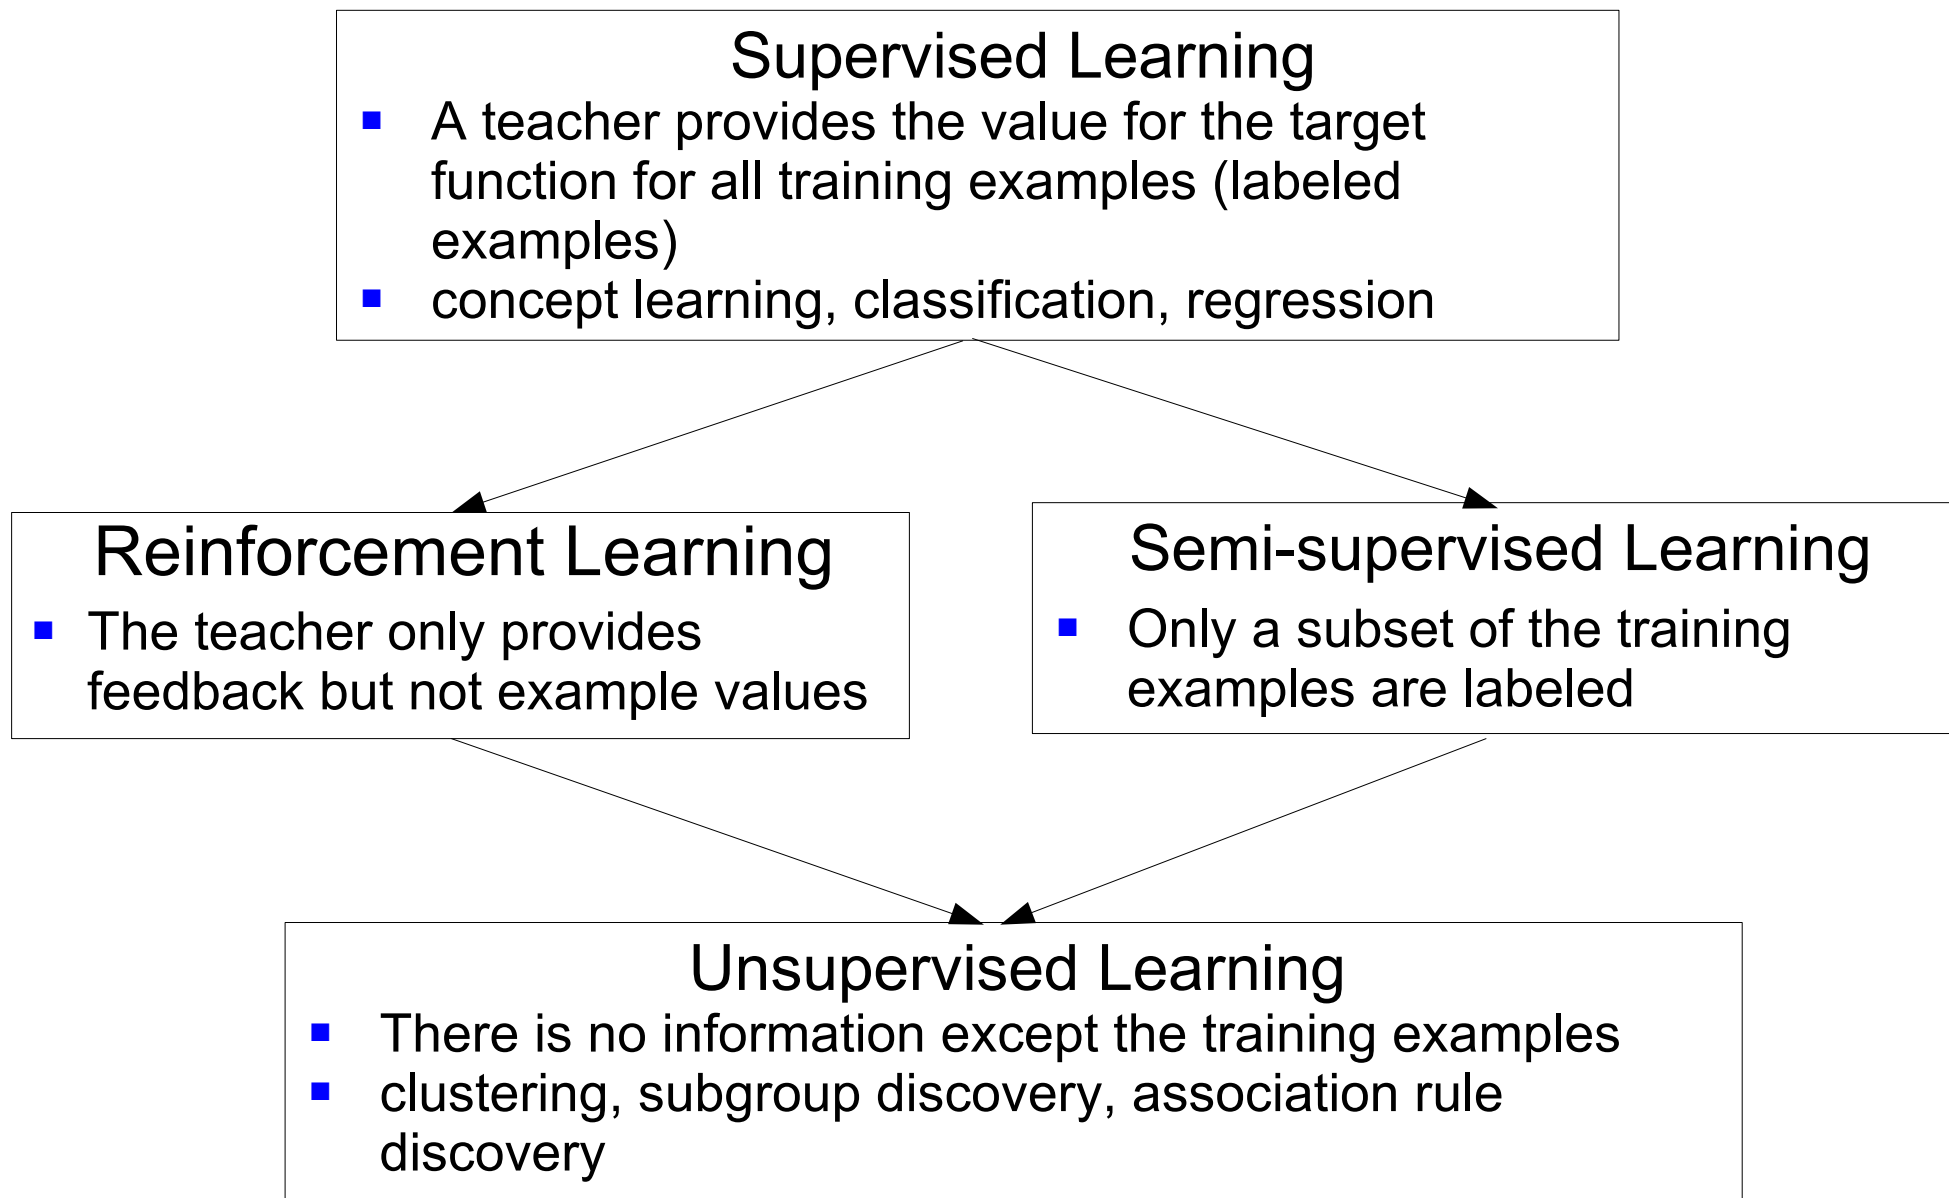 Supervised Learning
▪ A teacher provides the value for the target
function for all training examples (labeled
examples)
▪ concept learning, classification, regression
Reinforcement Learning
▪ The teacher only provides
feedback but not example values
Semi-supervised Learning
▪ Only a subset of the training
examples are labeled
Unsupervised Learning
▪ There is no information except the training examples
▪ clustering, subgroup discovery, association rule
discovery